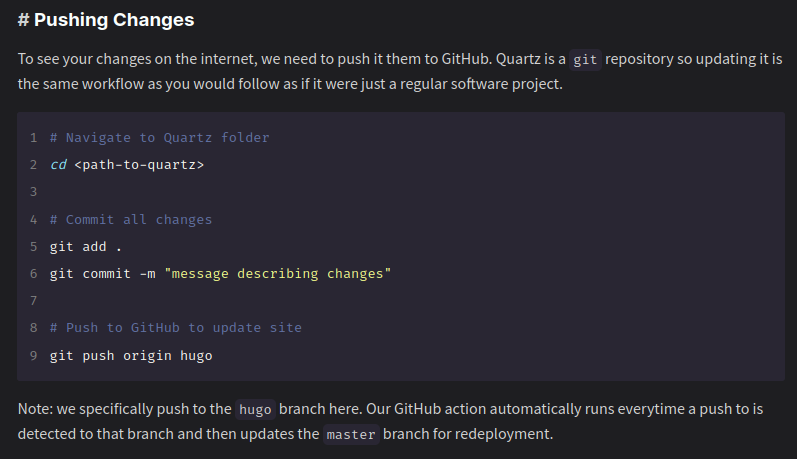 # Pushing Changes
To see your changes on the internet, we need to push it them to GitHub. Quartz is a git repository so updating it is
the same workflow as you would follow as if it were just a regular software project.
1 # Navigate to Quartz folder
2 cd <path-to-quartz>
3
4 # Commit all changes
5 git add .
6 git commit -m "message describing changes"
7
8 # Push to GitHub to update site
9 git push origin hugo
Note: we specifically push to the hugo branch here. Our GitHub action automatically runs everytime a push to is
detected to that branch and then updates the master branch for redeployment.